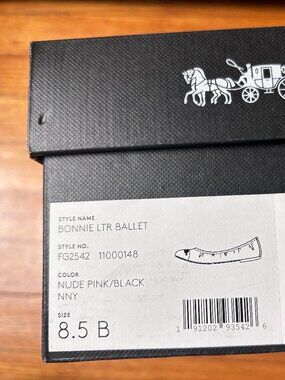 STYLE NAME
BONNIE LTR BALLET
STYLE NO.
FG2542 11000148
COLOR
NUDE PINK/BLACK
NNY
SIZE
8.5 B
1 91202 93542 6